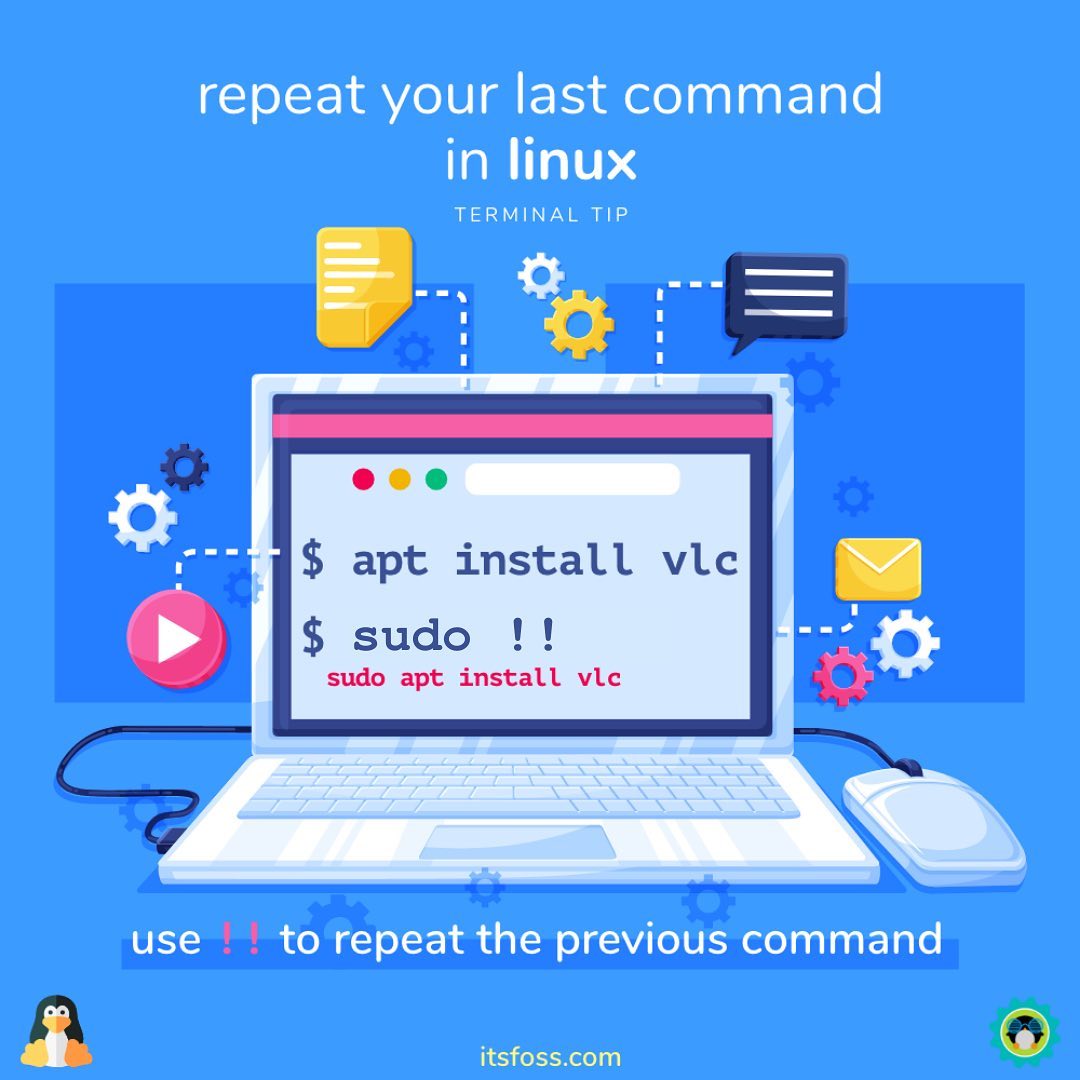 repeat your last command
in linux
TERMINAL TIP
$ apt install vlc
$ sudo !!
sudo apt install vlc
use !! to repeat the previous command
itsfoss.com